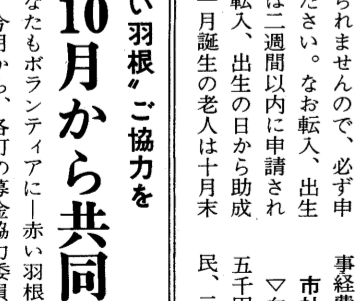 事経費
市社
▽在
五千円
民、二
られませんので、必ず申
ださい。なお転入、出生
は二週間以内に申請され
転入、出生の日から助成
一月誕生の老人は十月末
い羽根〟ご協力を
10月から共同
なたもボランティアに―赤い羽根
今月から、各町の募金協力委員